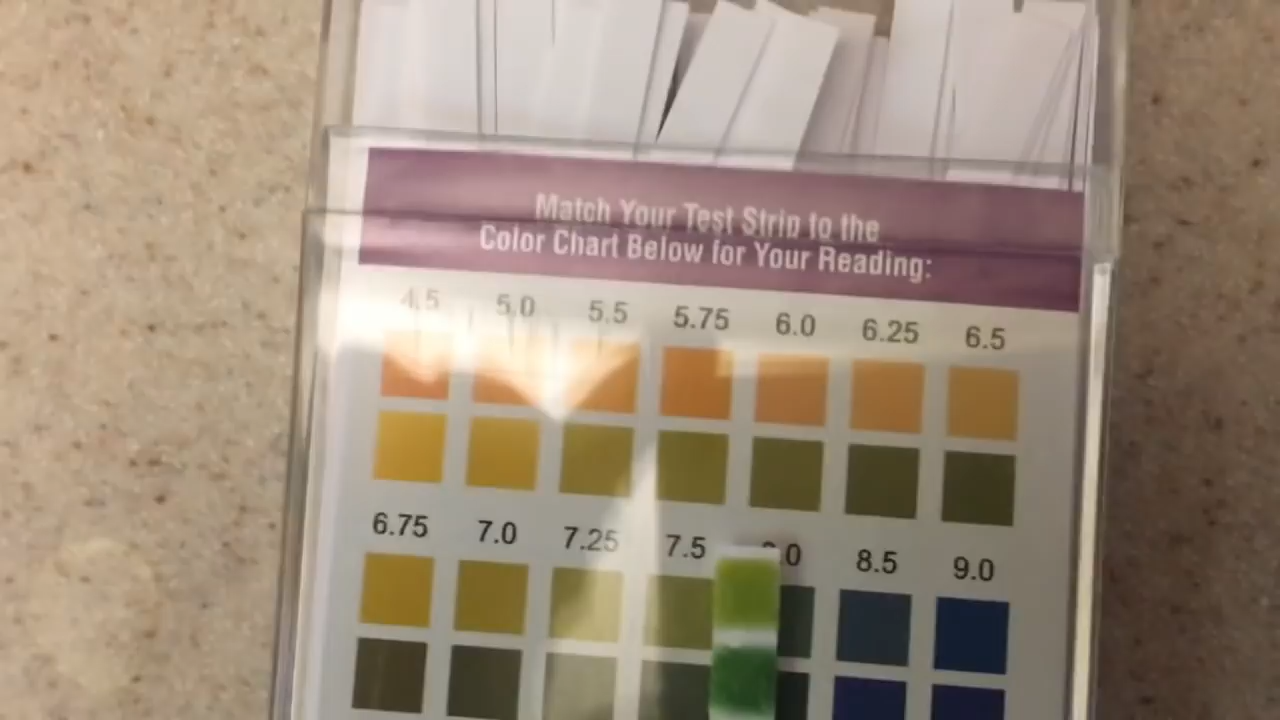 Match Your Test Strip to the
Color Chart Below for Your Reading:
4.5 5.0 5.5 5.75 6.0 6.25 6.5
6.75 7.0 7.25 7.5 8.5 9.0